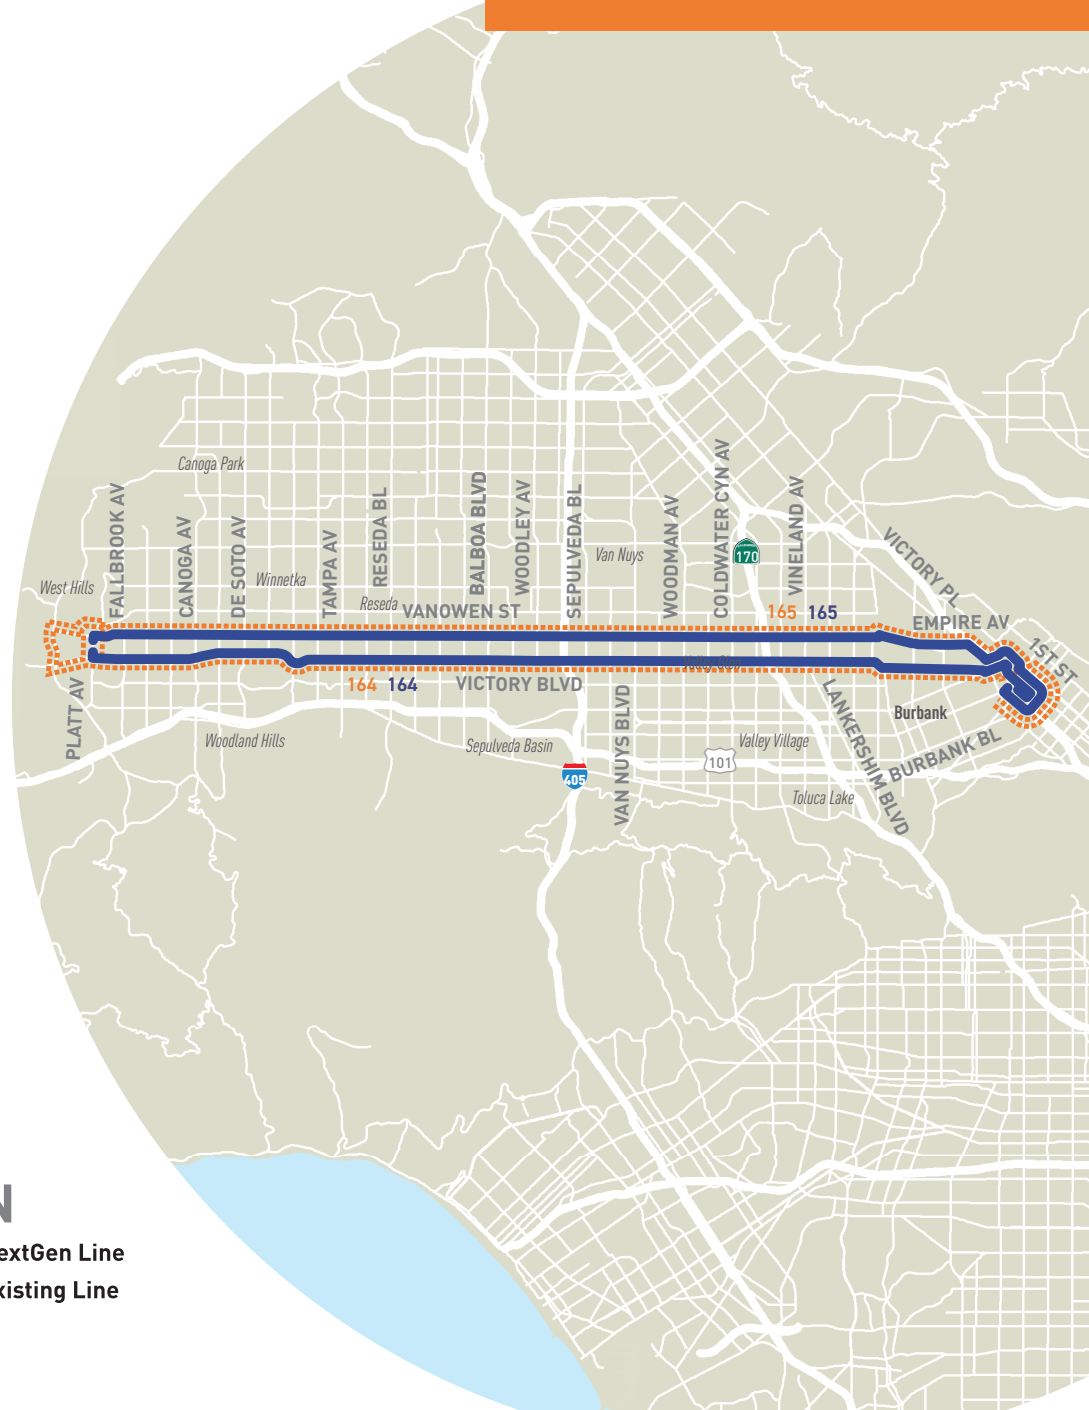 Canoga Park
FALLBROOK AV
CANOGA AV
DE SOTO AV
TAMPA AV
RESEDA BL
BALBOA BLVD
WOODLEY AV
SEPULVEDA BL
Van Nuys
WOODMAN AV
COLDWATER CYN AV
170
VINELAND AV
VICTORY PL
West Hills
Winnetka
Reseda
VANOWEN ST
165 165
EMPIRE AV
1ST ST
Valley Glen
164 164
VICTORY BLVD
PLATT AV
Woodland Hills
Sepulveda Basin
405
VAN NUYS BLVD
101
Valley Village
Toluca Lake
LANKERSHIM BLVD
Burbank
BURBANK BL
N
extGen Line
xisting Line